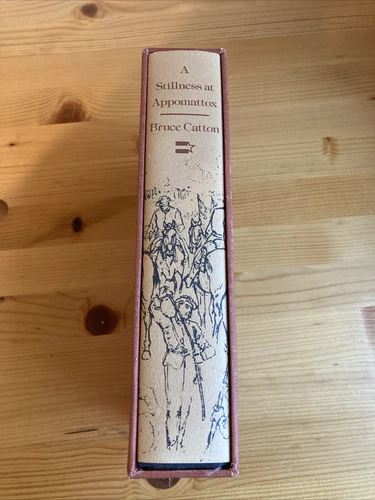 A
Stillness at
Appomattox
Bruce Catton